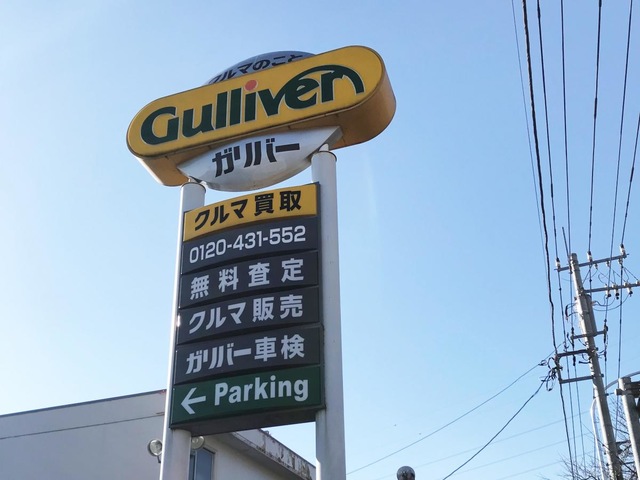 クルマのこと
Gulliver
ガリバー
クルマ買取
0120-431-552
無料査定
クルマ販売
ガリバー車検
← Parking